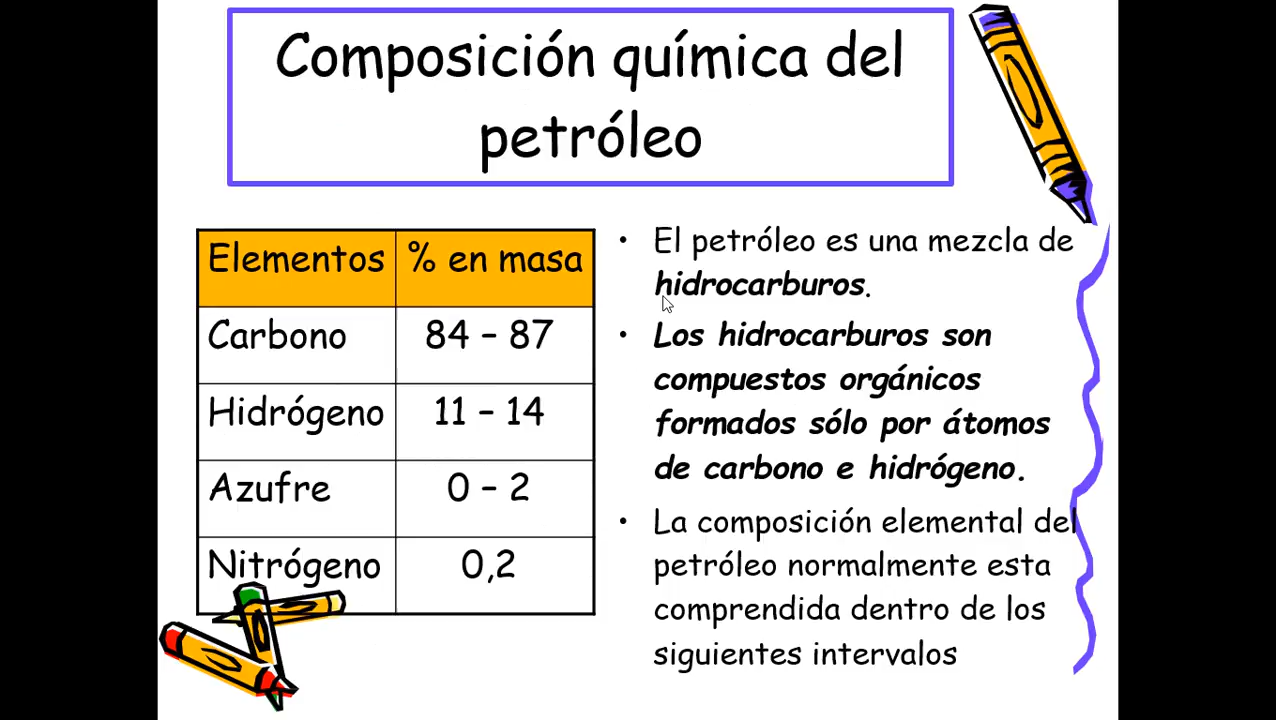 Composición química del
petróleo
Elementos % en masa
Carbono 84 – 87
Hidrógeno 11 – 14
Azufre 0 – 2
Nitrógeno 0,2
• El petróleo es una mezcla de
hidrocarburos.
• Los hidrocarburos son
compuestos orgánicos
formados sólo por átomos
de carbono e hidrógeno.
• La composición elemental del
petróleo normalmente esta
comprendida dentro de los
siguientes intervalos